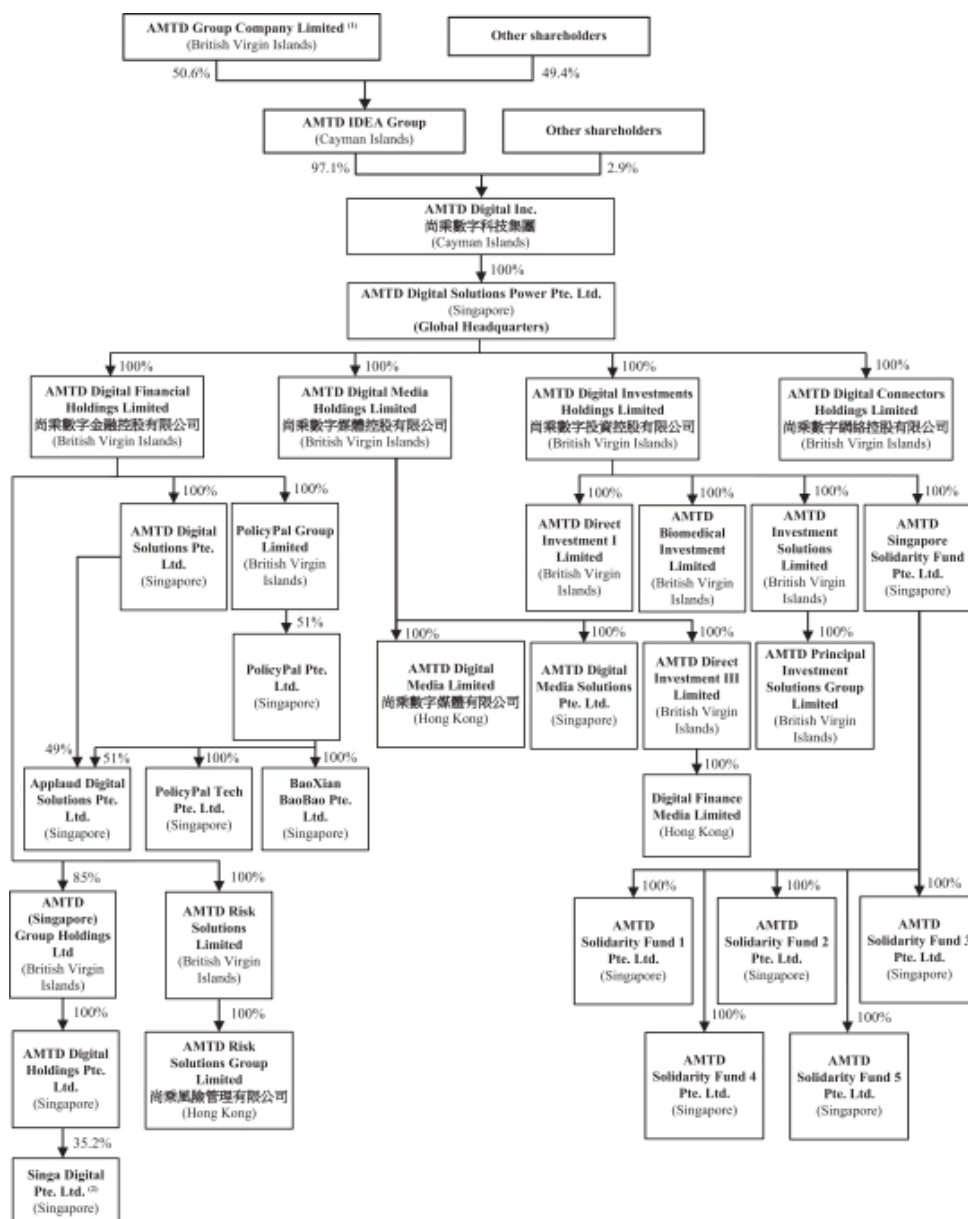 AMTD Group Company Limited (1)
(British Virgin Islands)
Other shareholders
50.6%
49.4%
AMTD IDEA Group
(Cayman Islands)
Other shareholders
97.1%
2.9%
AMTD Digital Inc.
尚乘數字科技集團
(Cayman Islands)
100%
AMTD Digital Solutions Power Pte. Ltd.
(Singapore)
(Global Headquarters)
100%
100%
100%
100%
AMTD Digital Financial
Holdings Limited
尚乘數字金融控股有限公司
(British Virgin Islands)
AMTD Digital Media
Holdings Limited
尚乘數字媒體控股有限公司
(British Virgin Islands)
AMTD Digital Investments
Holdings Limited
尚乘數字投資控股有限公司
(British Virgin Islands)
AMTD Digital Connectors
Holdings Limited
尚乘數字網絡控股有限公司
(British Virgin Islands)
100%
100%
100%
100%
100%
100%
AMTD Digital
Solutions Pte.
Ltd.
(Singapore)
PolicyPal Group
Limited
(British Virgin
Islands)
AMTD Direct
Investment I
Limited
(British Virgin
Islands)
AMTD
Biomedical
Investment
Limited
(British Virgin
Islands)
AMTD
Investment
Solutions
Limited
(British Virgin
Islands)
AMTD
Singapore
Solidarity Fund
Pte. Ltd.
(Singapore)
51%
100%
100%
100%
100%
PolicyPal Pte.
Ltd.
(Singapore)
AMTD Digital
Media Limited
尚乘數字媒體有限公司
(Hong Kong)
AMTD Digital
Media Solutions
Pte. Ltd.
(Singapore)
AMTD Direct
Investment III
Limited
(British Virgin
Islands)
AMTD Principal
Investment
Solutions Group
Limited
(British Virgin
Islands)
49%
51%
100%
100%
100%
Applaud Digital
Solutions Pte.
Ltd.
(Singapore)
PolicyPal Tech
Pte. Ltd.
(Singapore)
BaoXian
BaoBao Pte.
Ltd.
(Singapore)
Digital Finance
Media Limited
(Hong Kong)
85%
100%
100%
100%
100%
AMTD
(Singapore)
Group Holdings
Ltd
(British Virgin
Islands)
AMTD Risk
Solutions
Limited
(British Virgin
Islands)
AMTD
Solidarity Fund 1
Pte. Ltd.
(Singapore)
AMTD
Solidarity Fund 2
Pte. Ltd.
(Singapore)
AMTD
Solidarity Fund 3
Pte. Ltd.
(Singapore)
100%
100%
100%
100%
AMTD Digital
Holdings Pte.
Ltd.
(Singapore)
AMTD Risk
Solutions Group
Limited
尚乘風險管理有限公司
(Hong Kong)
AMTD
Solidarity Fund 4
Pte. Ltd.
(Singapore)
AMTD
Solidarity Fund 5
Pte. Ltd.
(Singapore)
35.2%
Singa Digital
Pte. Ltd. (2)
(Singapore)